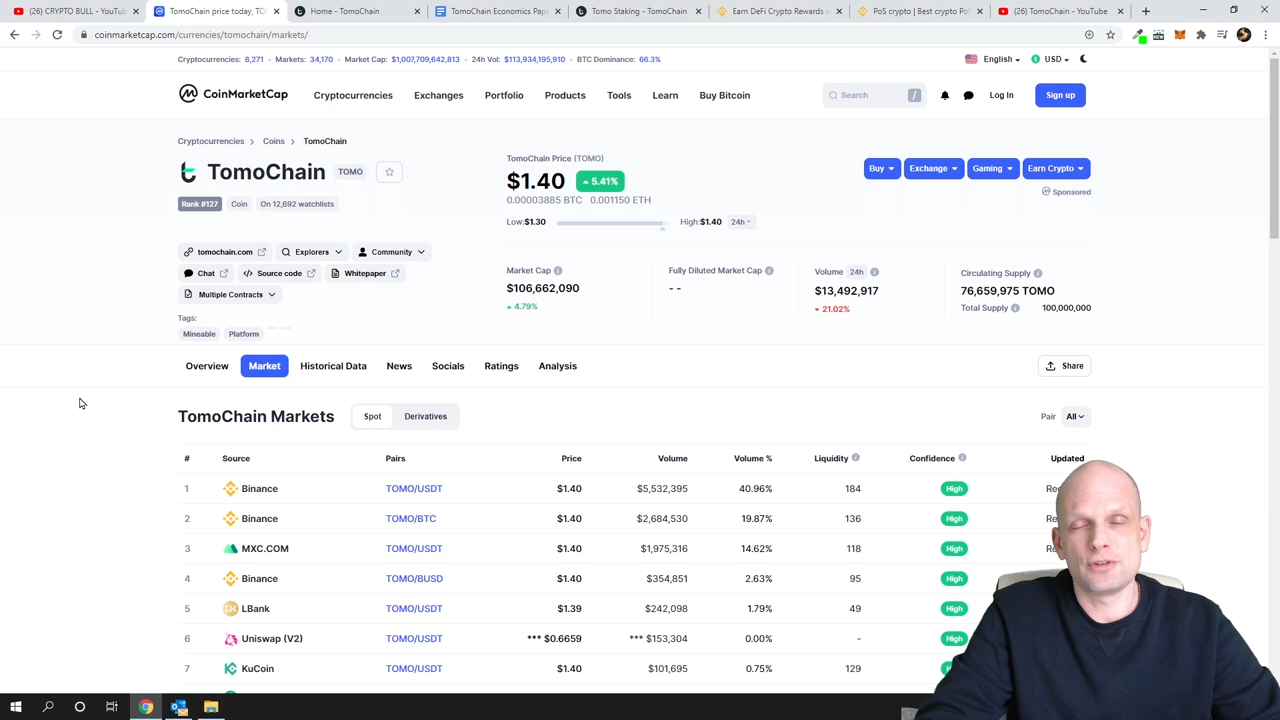 (26) CRYPTO BULL - YouTube
TomoChain price today, TO
Home - TomoChain
TomoChain Economics Pape
Tomo Staking - TomoChain
Earn DeFi Crypto Rewards w
PoS crypto | Best crypto Po
(26) TomoChain - YouTube
coinmarketcap.com/currencies/tomochain/markets/
Cryptocurrencies: 8,271 Markets: 34,170 Market Cap: $1,007,709,642,813 24h Vol: $113,934,195,910 BTC Dominance: 66.3%
English
USD
CoinMarketCap
Cryptocurrencies Exchanges Portfolio Products Tools Learn Buy Bitcoin
Search /
Log In
Sign up
Cryptocurrencies > Coins > TomoChain
TomoChain TOMO
Rank #127 Coin On 12,692 watchlists
TomoChain Price (TOMO)
$1.40 5.41%
0.00003885 BTC 0.001150 ETH
Low:$1.30 High:$1.40 24h
Buy Exchange Gaming Earn Crypto
Sponsored
tomochain.com Explorers Community
Chat Source code Whitepaper
Multiple Contracts
Tags:
Mineable Platform
Market Cap
$106,662,090
4.79%
Fully Diluted Market Cap
- -
Volume 24h
$13,492,917
21.02%
Circulating Supply
76,659,975 TOMO
Total Supply 100,000,000
Overview Market Historical Data News Socials Ratings Analysis
Share
TomoChain Markets Spot Derivatives
Pair All
# Source Pairs Price Volume Volume % Liquidity Confidence Updated
1 Binance TOMO/USDT $1.40 $5,532,395 40.96% 184 High
2 Binance TOMO/BTC $1.40 $2,684,530 19.87% 136 High
3 MXC.COM TOMO/USDT $1.40 $1,975,316 14.62% 118 High
4 Binance TOMO/BUSD $1.40 $354,851 2.63% 95 High
5 LBank TOMO/USDT $1.39 $242,098 1.79% 49 High
6 Uniswap (V2) TOMO/USDT *** $0.6659 *** $153,304 0.00% - High
7 KuCoin TOMO/USDT $1.40 $101,695 0.75% 129